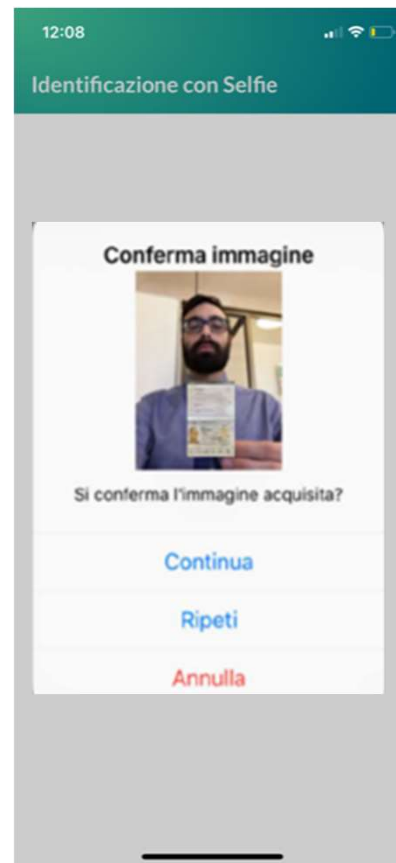 12:08
Identificazione con Selfie
Conferma immagine
Si conferma l'immagine acquisita?
Continua
Ripeti
Annulla